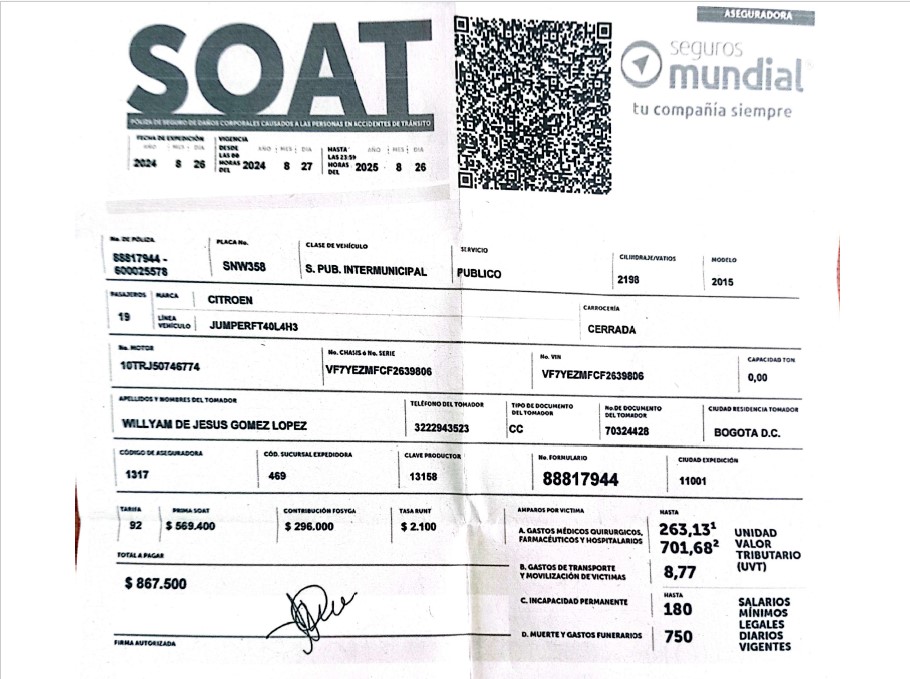 SOAT
PÓLIZA DE SEGURO DE DAÑOS CORPORALES CAUSADOS A LAS PERSONAS EN ACCIDENTES DE TRÁNSITO
ASEGURADORA
seguros
mundial
tu compañía siempre
FECHA DE EXPEDICIÓN
AÑO MES DIA
2024 8 26
VIGENCIA
DESDE LAS 00 HORAS DEL
AÑO MES DIA
2024 8 27
HASTA LAS 23:59 HORAS DEL
AÑO MES DIA
2025 8 26
No. DE PÓLIZA
88817944 -
600025578
PLACA No.
SNW358
CLASE DE VEHÍCULO
S. PUB. INTERMUNICIPAL
SERVICIO
PUBLICO
CILINDRAJE/VATIOS
2198
MODELO
2015
PASAJEROS
19
MARCA
CITROEN
LÍNEA VEHÍCULO
JUMPERFT40L4H3
CARROCERÍA
CERRADA
No. MOTOR
10TRJ50746774
No. CHASIS ó No. SERIE
VF7YEZMFCF2639806
No. VIN
VF7YEZMFCF2639806
CAPACIDAD TON
0,00
APELLIDOS Y NOMBRES DEL TOMADOR
WILLYAM DE JESUS GOMEZ LOPEZ
TELÉFONO DEL TOMADOR
3222943523
TIPO DE DOCUMENTO
DEL TOMADOR
CC
No. DE DOCUMENTO
DEL TOMADOR
70324428
CIUDAD RESIDENCIA TOMADOR
BOGOTA D.C.
CÓDIGO DE ASEGURADORA
1317
CÓD. SUCURSAL EXPEDIDORA
469
CLAVE PRODUCTOR
13158
No. FORMULARIO
88817944
CIUDAD EXPEDICIÓN
11001
TARIFA
92
PRIMA SOAT
$ 569.400
CONTRIBUCIÓN FOSYGA
$ 296.000
TASA RUNT
$ 2.100
TOTAL A PAGAR
$ 867.500
FIRMA AUTORIZADA
AMPAROS POR VICTIMA
HASTA
A. GASTOS MÉDICOS QUIRURGICOS,
FARMACÉUTICOS Y HOSPITALARIOS
263,13¹
701,68²
B. GASTOS DE TRANSPORTE
Y MOVILIZACIÓN DE VICTIMAS
8,77
UNIDAD
VALOR
TRIBUTARIO
(UVT)
C. INCAPACIDAD PERMANENTE
HASTA
180
D. MUERTE Y GASTOS FUNERARIOS
750
SALARIOS
MÍNIMOS
LEGALES
DIARIOS
VIGENTES